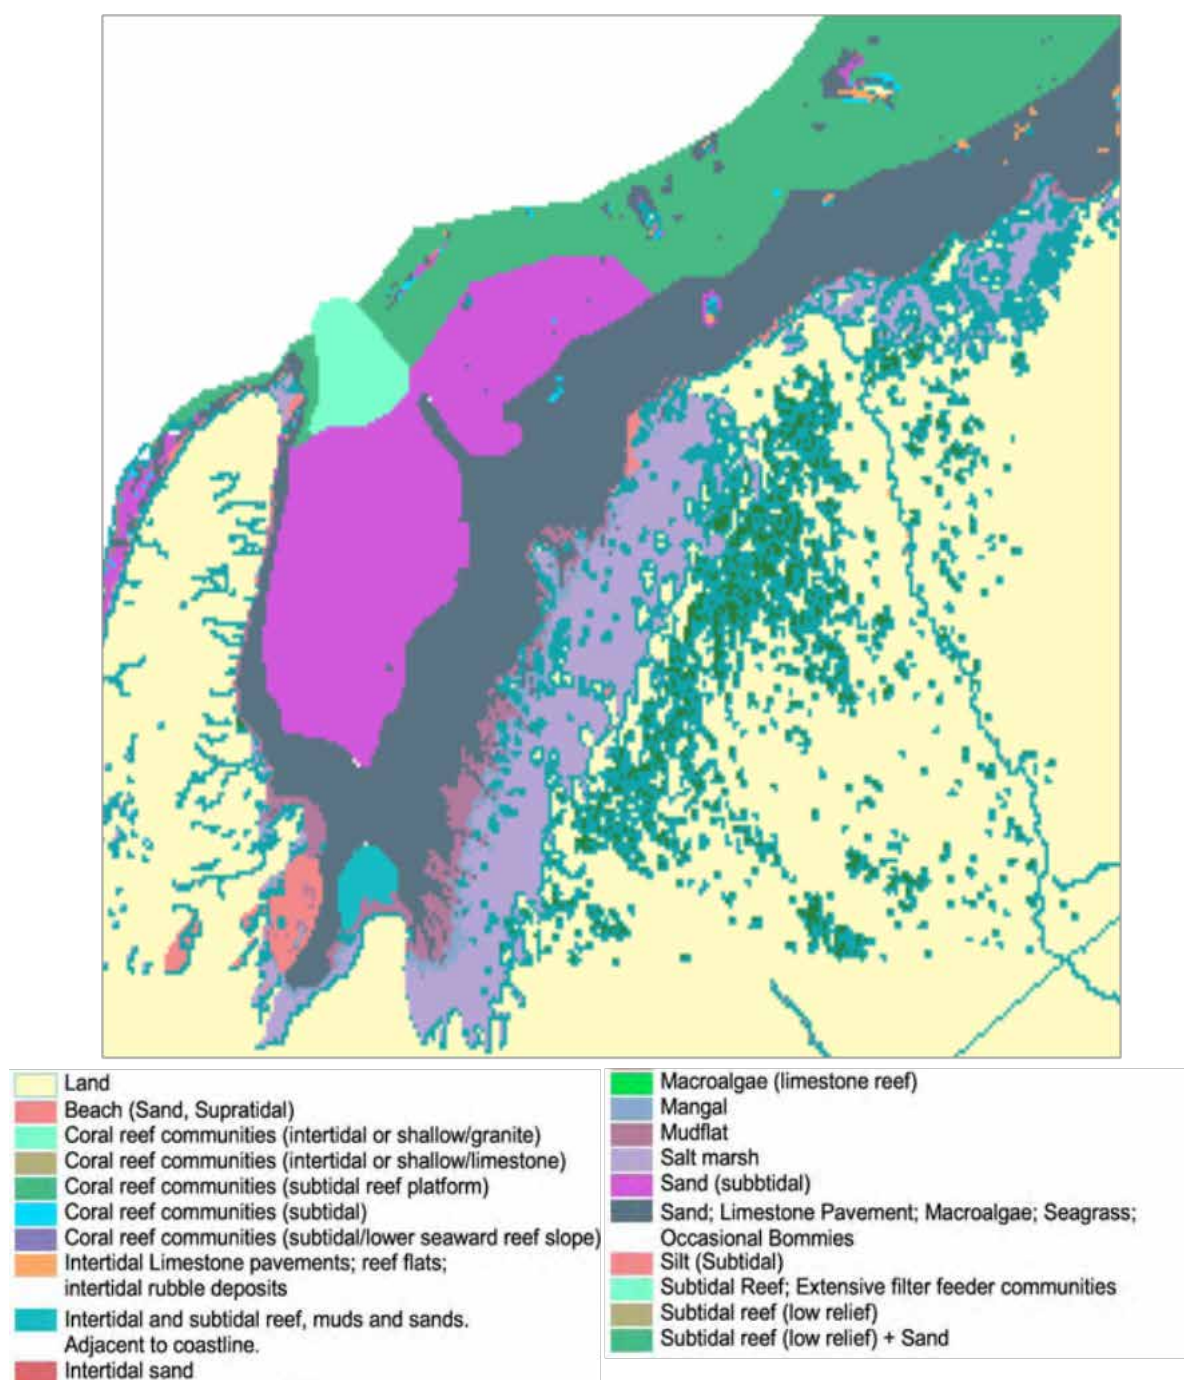 Land
Beach (Sand, Supratidal)
Coral reef communities (intertidal or shallow/granite)
Coral reef communities (intertidal or shallow/limestone)
Coral reef communities (subtidal reef platform)
Coral reef communities (subtidal)
Coral reef communities (subtidal/lower seaward reef slope)
Intertidal Limestone pavements; reef flats;
intertidal rubble deposits
Intertidal and subtidal reef, muds and sands.
Adjacent to coastline.
Intertidal sand
Macroalgae (limestone reef)
Mangal
Mudflat
Salt marsh
Sand (subbtidal)
Sand; Limestone Pavement; Macroalgae; Seagrass;
Occasional Bommies
Silt (Subtidal)
Subtidal Reef; Extensive filter feeder communities
Subtidal reef (low relief)
Subtidal reef (low relief) + Sand